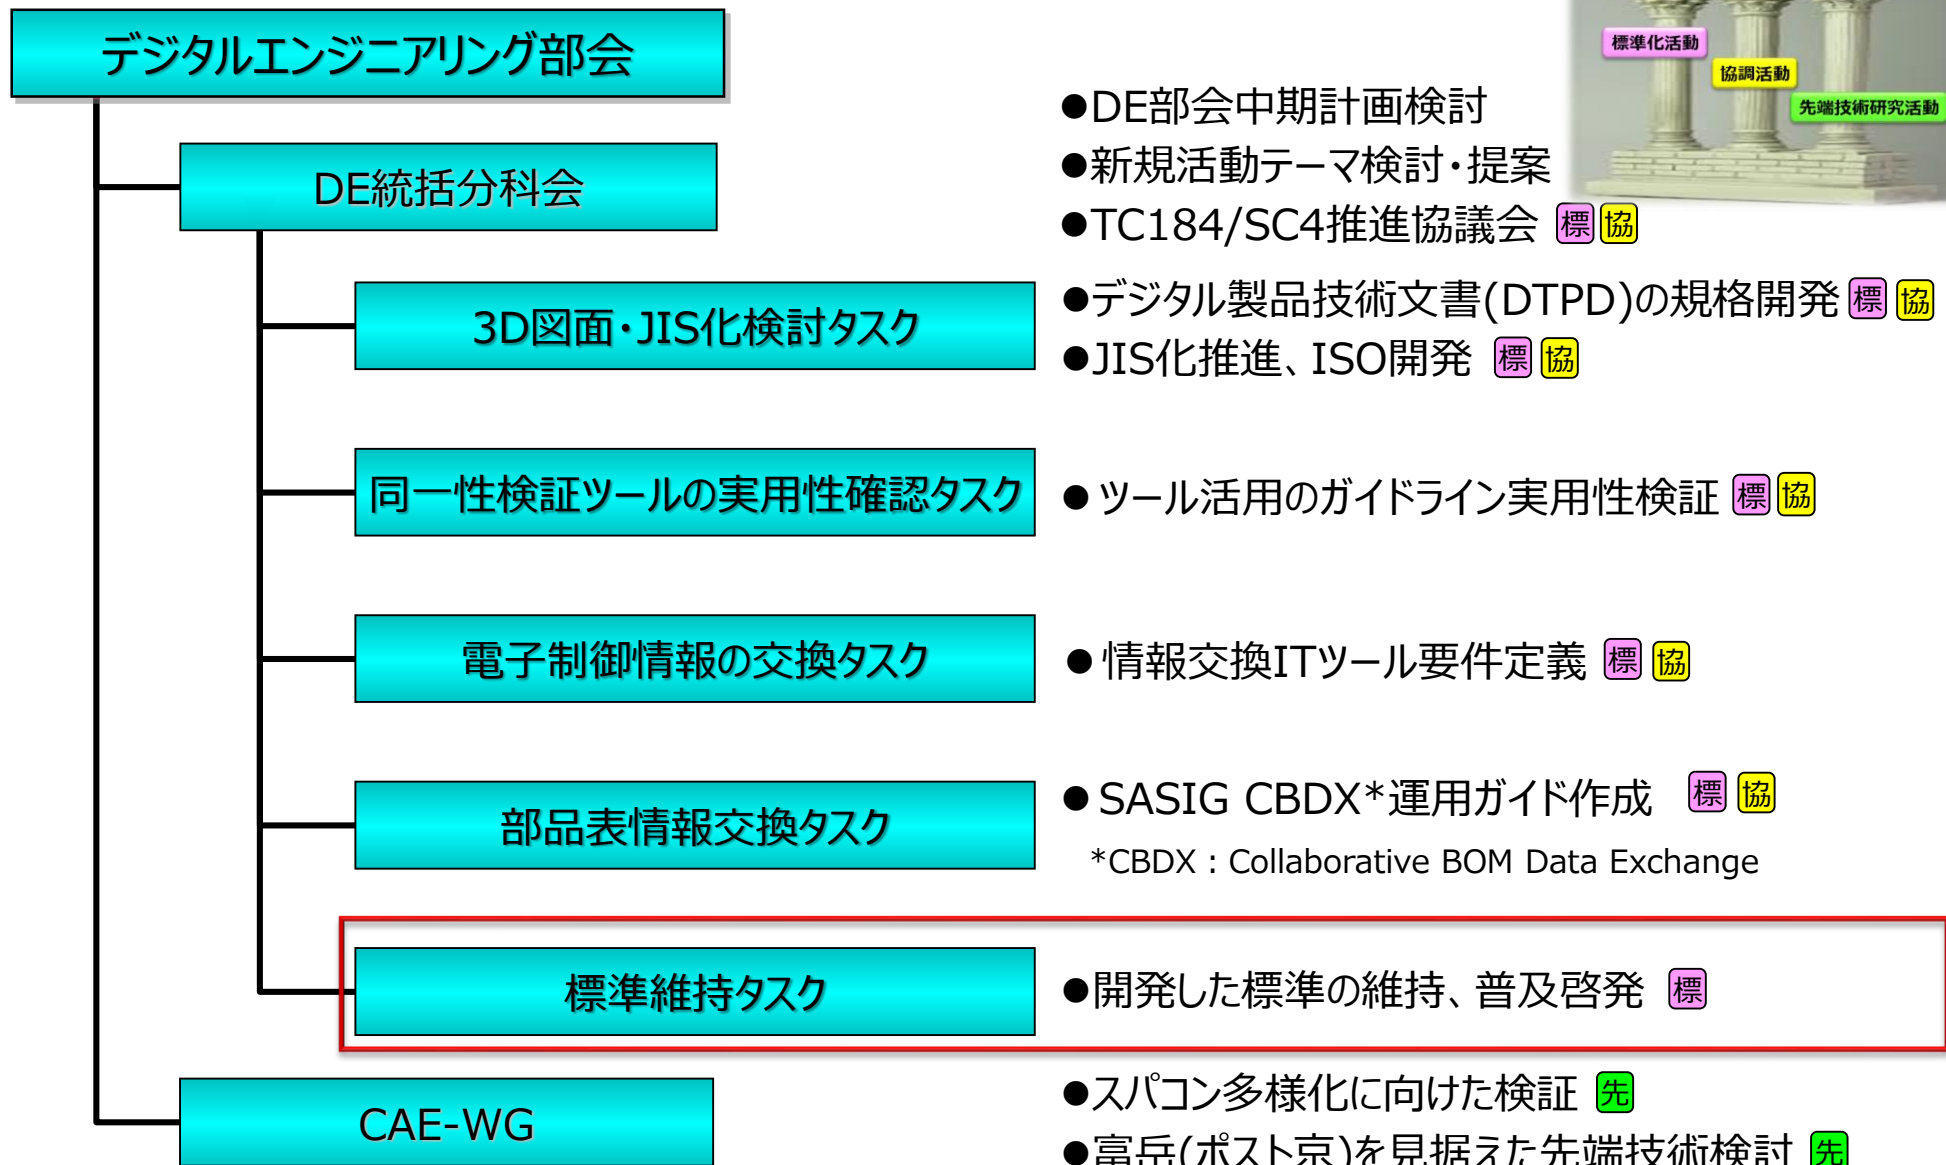 標準化活動
協調活動
先端技術研究活動
デジタルエンジニアリング部会
●DE部会中期計画検討
DE統括分科会
●新規活動テーマ検討・提案
●TC184/SC4推進協議会 標 協
3D図面・JIS化検討タスク
●デジタル製品技術文書(DTPD)の規格開発 標 協
●JIS化推進、ISO開発 標 協
同一性検証ツールの実用性確認タスク
●ツール活用のガイドライン実用性検証 標 協
電子制御情報の交換タスク
●情報交換ITツール要件定義 標 協
部品表情報交換タスク
●SASIG CBDX*運用ガイド作成 標 協
*CBDX：Collaborative BOM Data Exchange
標準維持タスク
●開発した標準の維持、普及啓発 標
CAE-WG
●スパコン多様化に向けた検証 先
●富岳(ポスト京)を見据えた先端技術検討 先